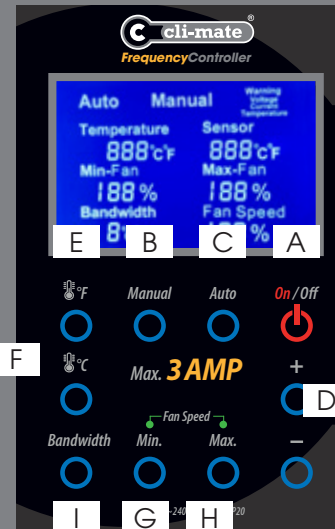 C cli-mate®
FrequencyController
Auto Manual Warning
Voltage
Current
Temperature
Temperature Sensor
888°C°F 888°C°F
Min-Fan Max-Fan
188% 188%
Bandwidth Fan Speed
8 %
E B C A
°F Manual Auto On/Off
F °C Max. 3 AMP + D
Fan Speed
Bandwidth Min. Max. −
I G H